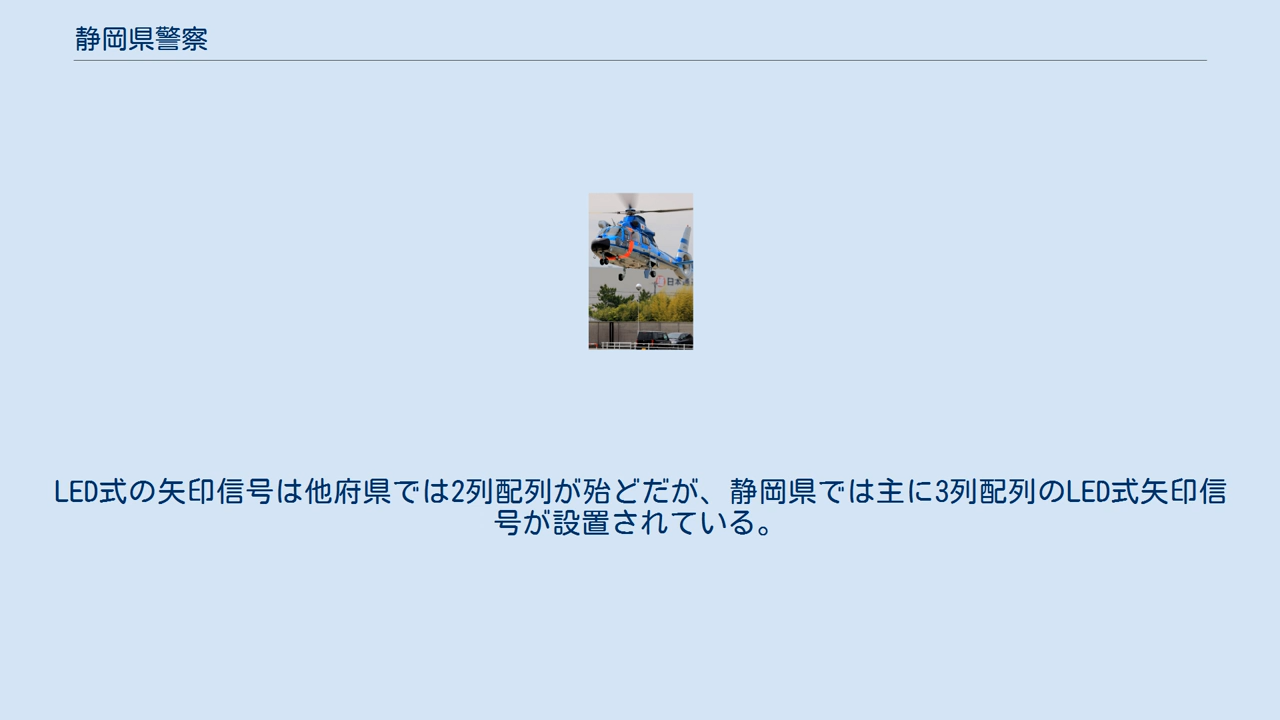 静岡県警察
日本通
LED式の矢印信号は他府県では2列配列が殆どだが、静岡県では主に3列配列のLED式矢印信
号が設置されている。